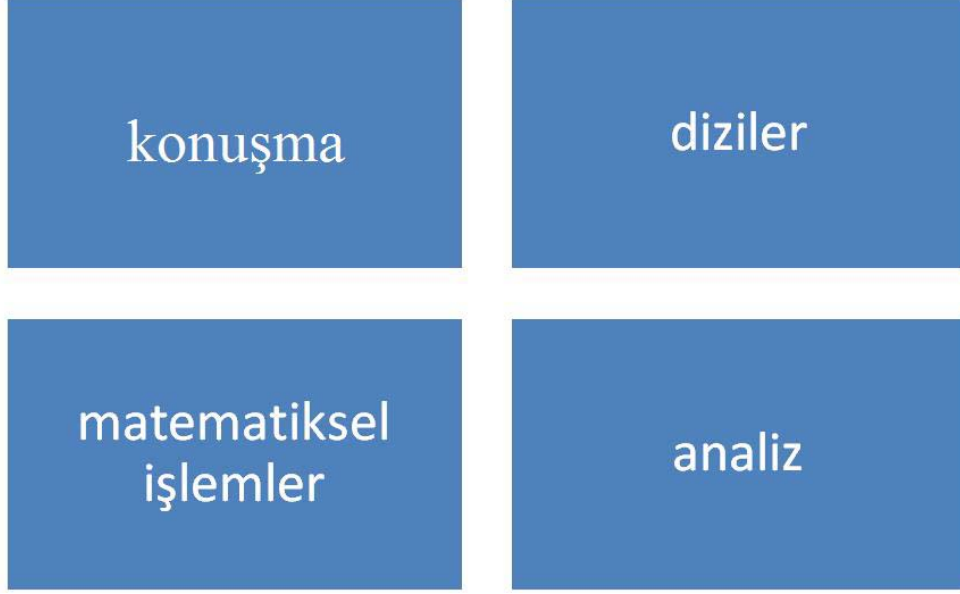 konuşma
diziler
matematiksel
işlemler
analiz